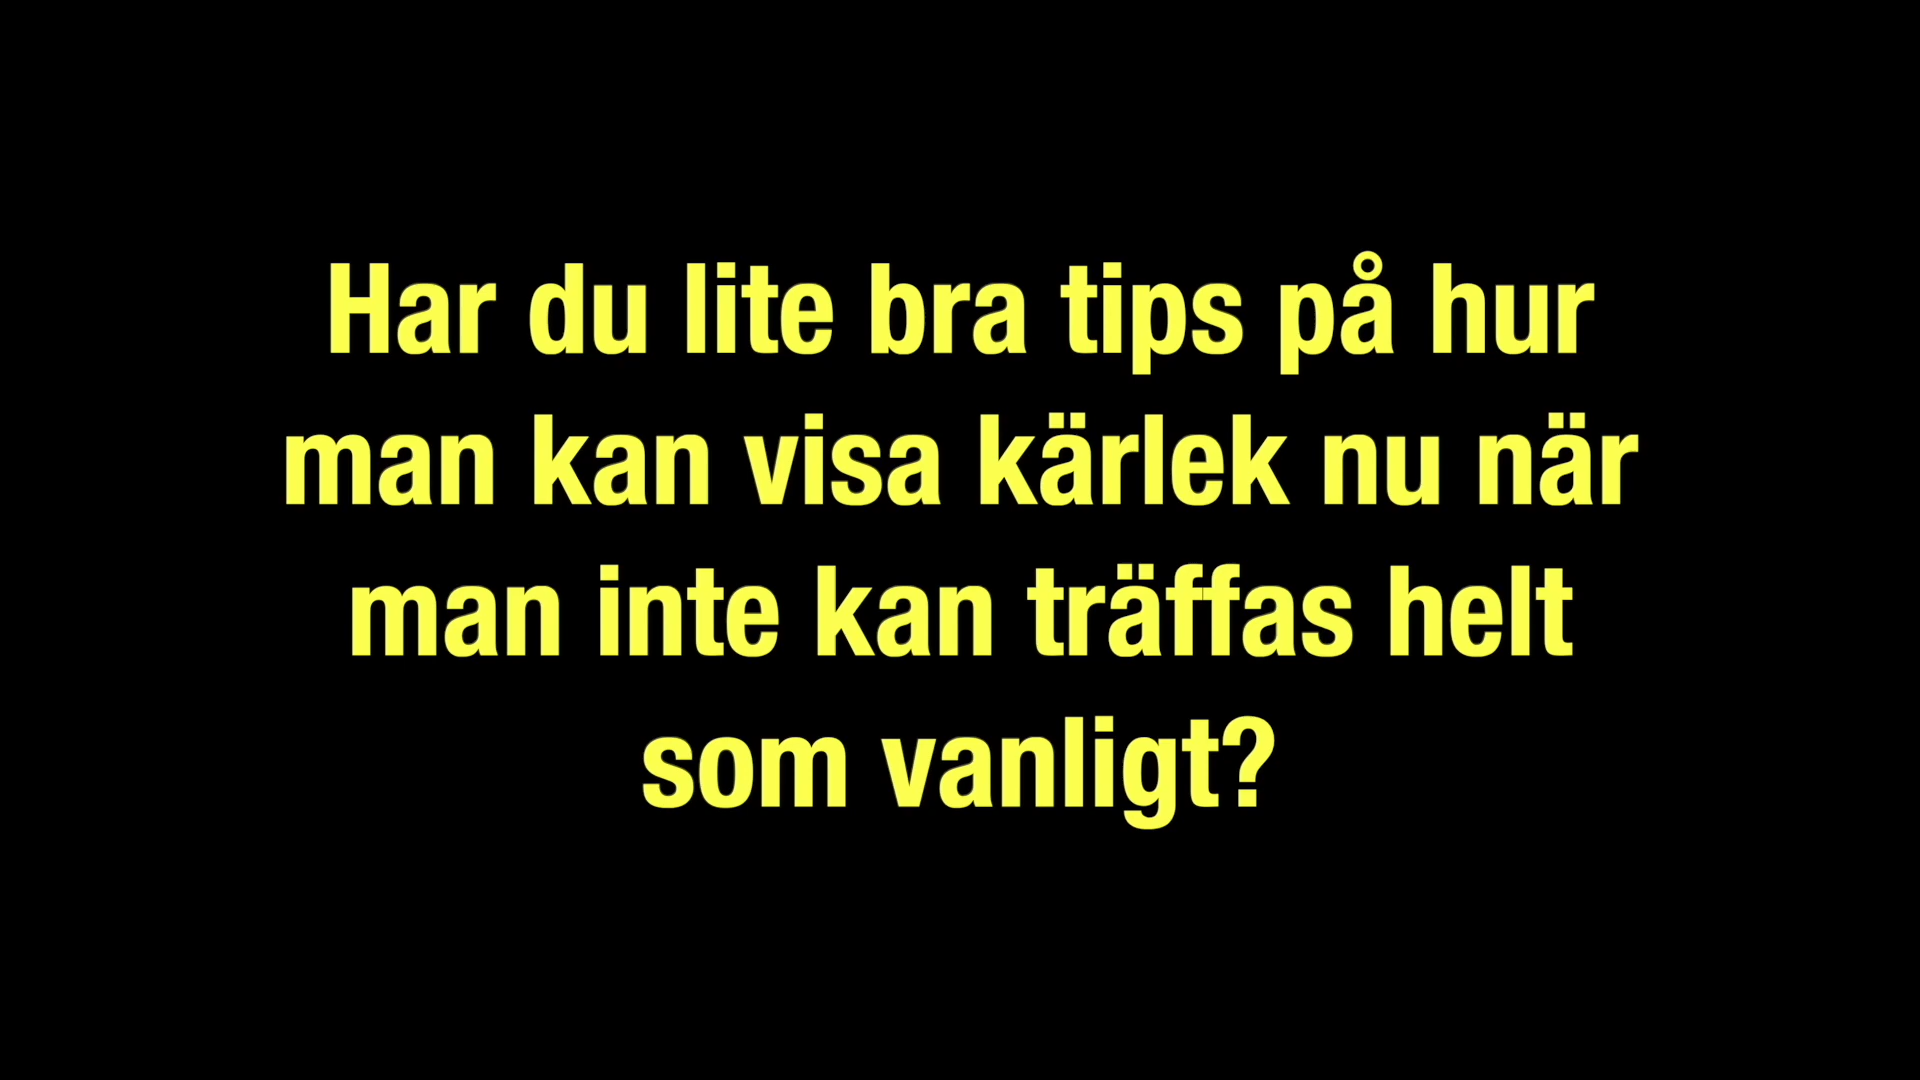 Har du lite bra tips på hur
man kan visa kärlek nu när
man inte kan träffas helt
som vanligt?